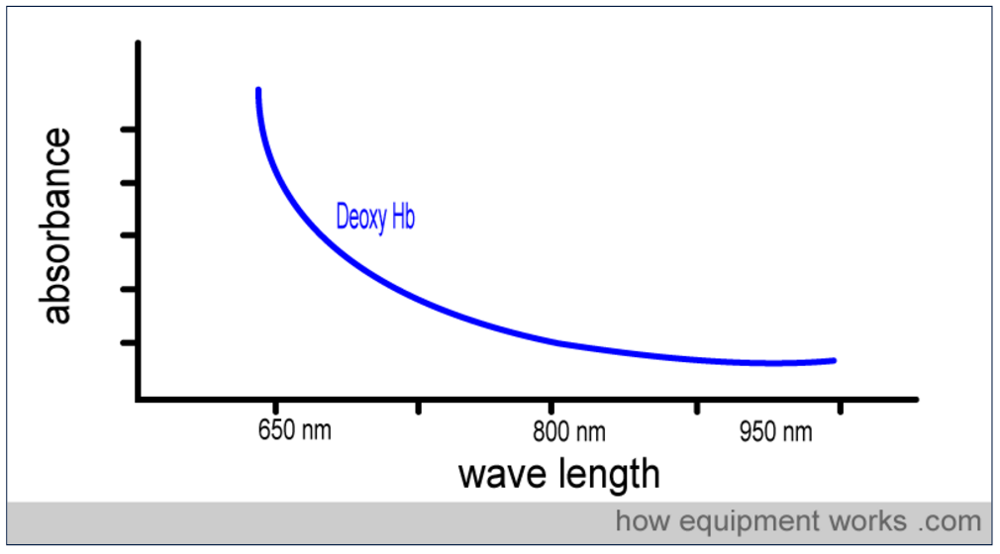 absorbance
Deoxy Hb
650 nm
800 nm
950 nm
wave length
how equipment works .com